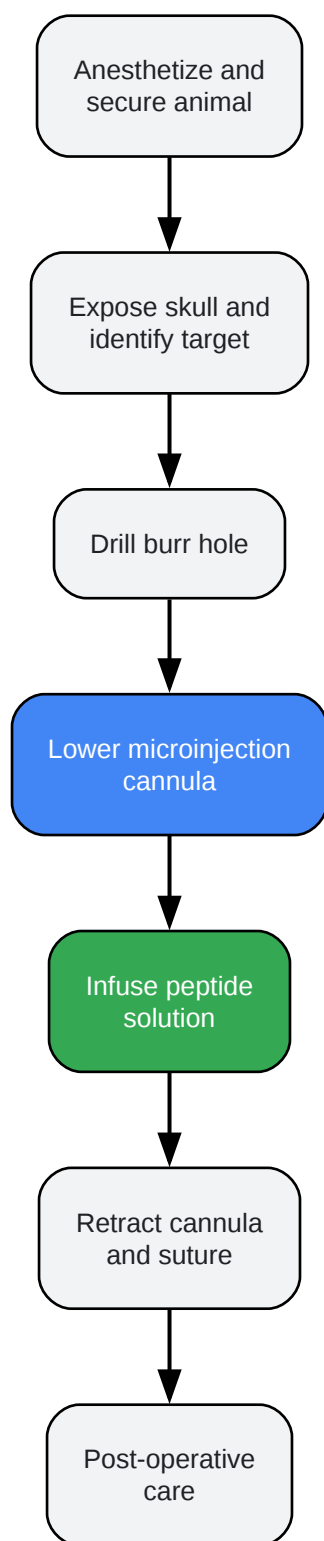 Anesthetize and
secure animal
Expose skull and
identify target
Drill burr hole
Lower microinjection
cannula
Infuse peptide
solution
Retract cannula
and suture
Post-operative
care